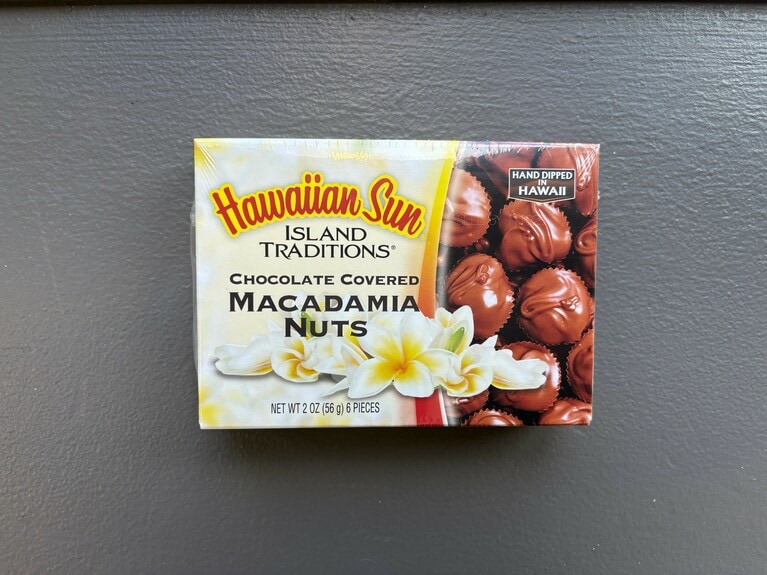 Hawaiian Sun
ISLAND
TRADITIONS®
CHOCOLATE COVERED
MACADAMIA
NUTS
NET WT 2 OZ (56 g) 6 PIECES
HAND DIPPED
IN
HAWAII